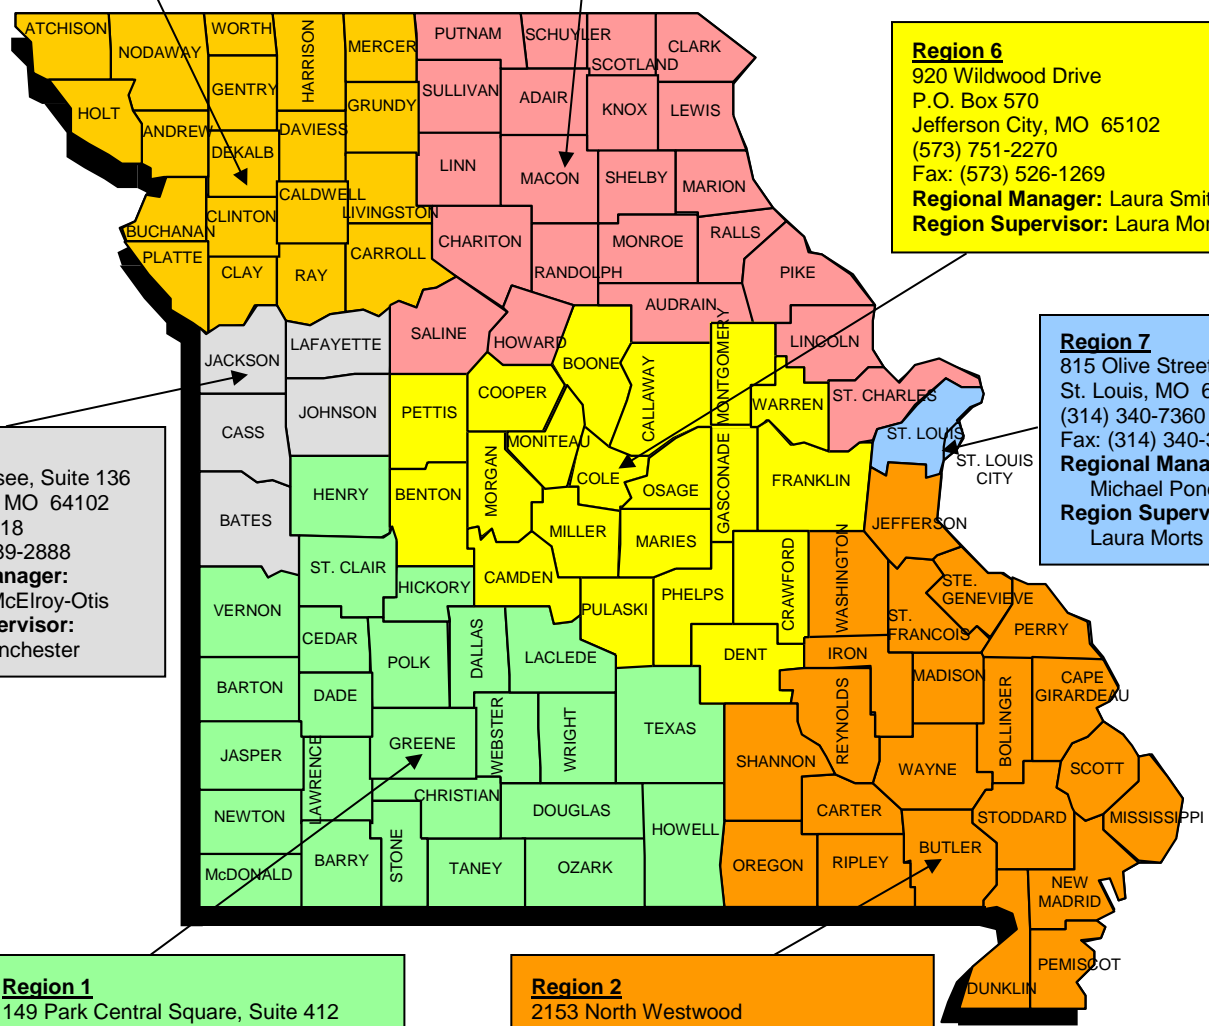 ATCHISON
NODAWAY
WORTH
HARRISON
MERCER
PUTNAM
SCHUYLER
SCOTLAND
CLARK
GENTRY
SULLIVAN
ADAIR
KNOX
LEWIS
HOLT
ANDREW
DEKALB
DAVIESS
GRUNDY
LINN
MACON
SHELBY
MARION
BUCHANAN
CLINTON
CALDWELL
LIVINGSTON
CHARITON
RANDOLPH
MONROE
RALLS
PIKE
PLATTE
CLAY
RAY
CARROLL
AUDRAIN
JACKSON
LAFAYETTE
SALINE
HOWARD
BOONE
CALLAWAY
MONTGOMERY
LINCOLN
ST. CHARLES
WARREN
CASS
JOHNSON
PETTIS
COOPER
MONITEAU
MORGAN
COLE
OSAGE
GASCONADE
FRANKLIN
ST. LOUIS
ST. LOUIS
CITY
BATES
HENRY
BENTON
MILLER
MARIES
JEFFERSON
ST. CLAIR
HICKORY
CAMDEN
PULASKI
PHELPS
CRAWFORD
WASHINGTON
STE.
GENEVIEVE
ST.
FRANCOIS
PERRY
VERNON
CEDAR
POLK
DALLAS
LACLEDE
DENT
IRON
MADISON
BOLLINGER
CAPE
GIRARDEAU
BARTON
DADE
GREENE
WEBSTER
WRIGHT
TEXAS
SHANNON
REYNOLDS
WAYNE
SCOTT
JASPER
LAWRENCE
CHRISTIAN
DOUGLAS
HOWELL
CARTER
STODDARD
MISSISSIPPI
NEWTON
BARRY
STONE
TANEY
OZARK
OREGON
RIPLEY
BUTLER
NEW
MADRID
McDONALD
PEMISCOT
DUNKLIN
Region 6
920 Wildwood Drive
P.O. Box 570
Jefferson City, MO 65102
(573) 751-2270
Fax: (573) 526-1269
Regional Manager: Laura Smit
Region Supervisor: Laura Mor
Region 7
815 Olive Street
St. Louis, MO 6
(314) 340-7360
Fax: (314) 340-3
Regional Mana
Michael Pon
Region Superv
Laura Morts
see, Suite 136
MO 64102
18
39-2888
anager:
McElroy-Otis
ervisor:
nchester
Region 1
149 Park Central Square, Suite 412
Region 2
2153 North Westwood